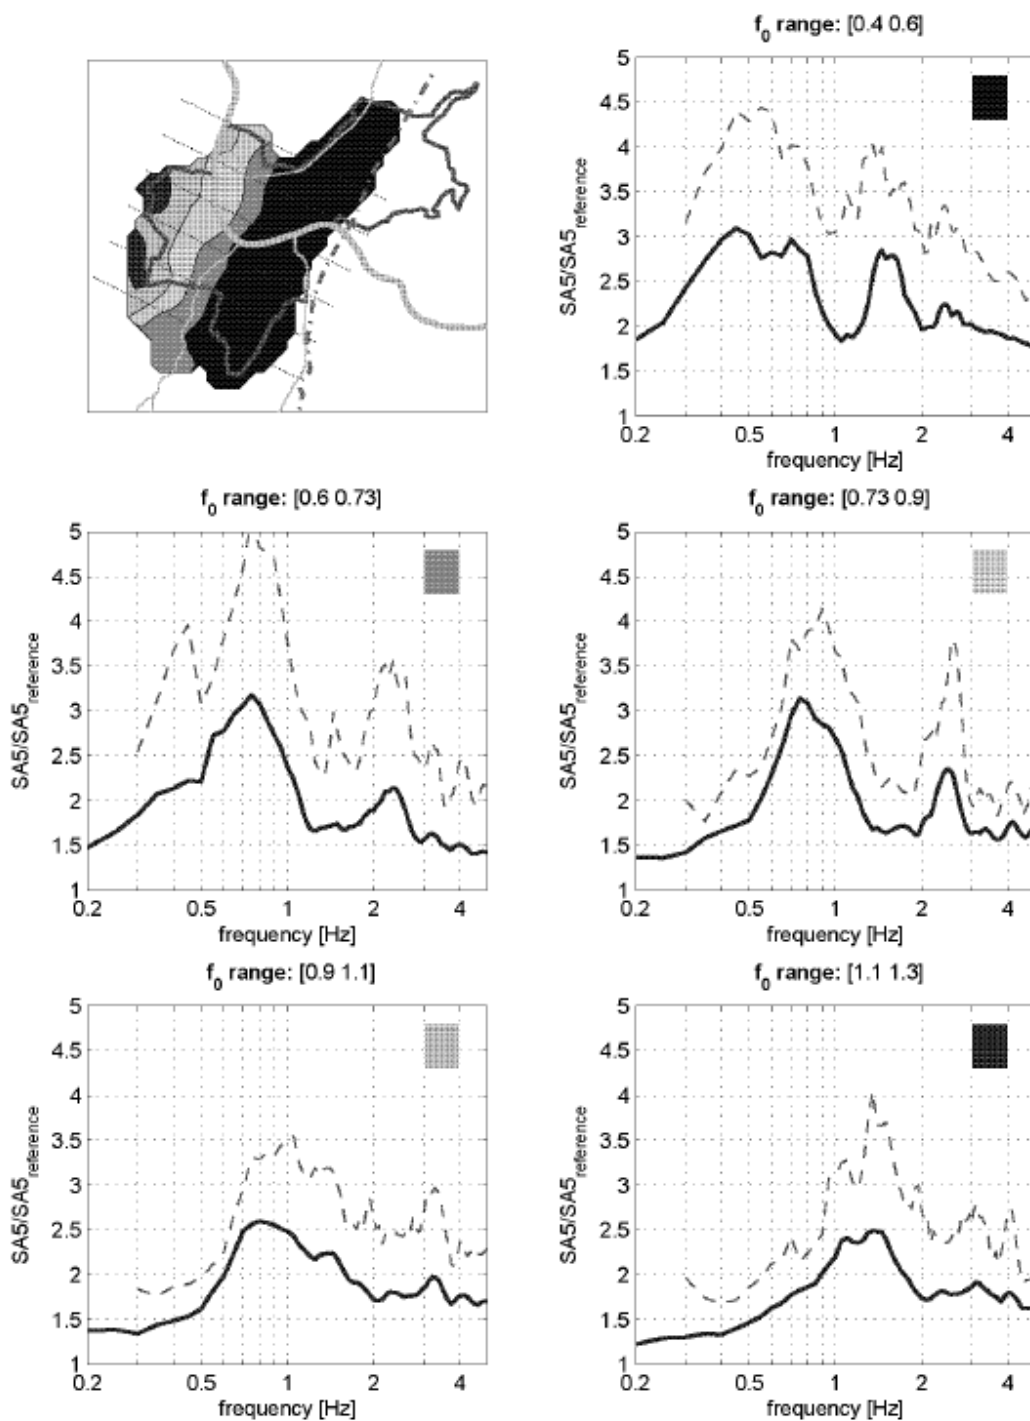 f0 range: [0.4 0.6]
5
4.5
4
3.5
3
2.5
2
1.5
1
SA5/SA5reference
0.2 0.5 1 2 4
frequency [Hz]
f0 range: [0.6 0.73]
5
4.5
4
3.5
3
2.5
2
1.5
1
SA5/SA5reference
0.2 0.5 1 2 4
frequency [Hz]
f0 range: [0.73 0.9]
5
4.5
4
3.5
3
2.5
2
1.5
1
SA5/SA5reference
0.2 0.5 1 2 4
frequency [Hz]
f0 range: [0.9 1.1]
5
4.5
4
3.5
3
2.5
2
1.5
1
SA5/SA5reference
0.2 0.5 1 2 4
frequency [Hz]
f0 range: [1.1 1.3]
5
4.5
4
3.5
3
2.5
2
1.5
1
SA5/SA5reference
0.2 0.5 1 2 4
frequency [Hz]